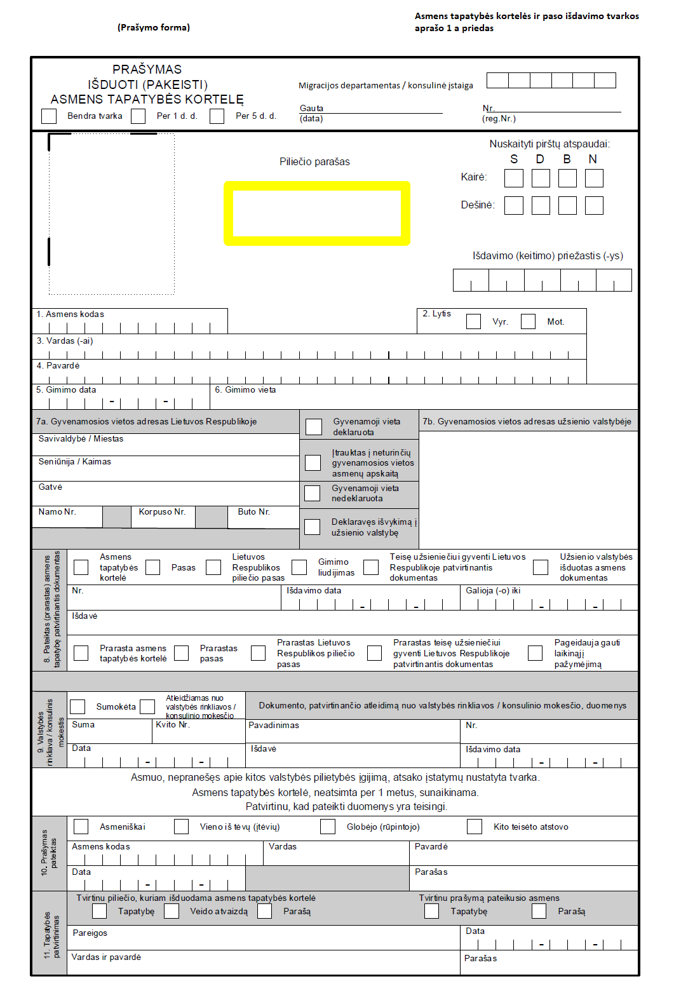 Asmens tapatybės kortelės ir paso išdavimo tvarkos
aprašo 1 a priedas
(Prašymo forma)
PRAŠYMAS
IŠDUOTI (PAKEISTI)
ASMENS TAPATYBĖS KORTELĘ
Bendra tvarka Per 1 d. d. Per 5 d. d.
Migracijos departamentas / konsulinė įstaiga
Gauta
(data)
Nr.
(reg.Nr.)
Piliečio parašas
Nuskaityti pirštų atspaudai:
S D B N
Kairė:
Dešinė:
Išdavimo (keitimo) priežastis (-ys)
1. Asmens kodas
2. Lytis
Vyr. Mot.
3. Vardas (-ai)
4. Pavardė
5. Gimimo data
- -
6. Gimimo vieta
7a. Gyvenamosios vietos adresas Lietuvos Respublikoje
Savivaldybė / Miestas
Seniūnija / Kaimas
Gatvė
Namo Nr. Korpuso Nr. Buto Nr.
Gyvenamoji vieta
deklaruota
Įtrauktas į neturinčių
gyvenamosios vietos
asmenų apskaitą
Gyvenamoji vieta
nedeklaruota
Deklaravęs išvykimą į
užsienio valstybę
7b. Gyvenamosios vietos adresas užsienio valstybėje
8. Pateiktas (prarastas) asmens
tapatybę patvirtinantis dokumentas
Asmens
tapatybės
kortelė
Pasas
Lietuvos
Respublikos
piliečio pasas
Gimimo
liudijimas
Teisę užsieniečiui gyventi Lietuvos
Respublikoje patvirtinantis
dokumentas
Užsienio valstybės
išduotas asmens
dokumentas
Nr.
Išdavimo data
- -
Galioja (-o) iki
- -
Išdavė
Prarasta asmens
tapatybės kortelė
Prarastas
pasas
Prarastas Lietuvos
Respublikos piliečio
pasas
Prarastas teisę užsieniečiui
gyventi Lietuvos Respublikoje
patvirtinantis dokumentas
Pageidauja gauti
laikinąjį
pažymėjimą
9. Valstybės
rinkliava / konsulinis
mokestis
Sumokėta
Atleidžiamas nuo
valstybės rinkliavos /
konsulinio mokesčio
Dokumento, patvirtinančio atleidimą nuo valstybės rinkliavos / konsulinio mokesčio, duomenys
Suma
Kvito Nr.
Pavadinimas
Nr.
Data
- -
Išdavė
Išdavimo data
- -
Asmuo, nepranešęs apie kitos valstybės pilietybės įgijimą, atsako įstatymų nustatyta tvarka.
Asmens tapatybės kortelė, neatsimta per 1 metus, sunaikinama.
Patvirtinu, kad pateikti duomenys yra teisingi.
10. Prašymas
pateiktas
Asmeniškai Vieno iš tėvų (įtėvių) Globėjo (rūpintojo) Kito teisėto atstovo
Asmens kodas
Vardas
Pavardė
Data
- -
Parašas
11. Tapatybės
patvirtinimas
Tvirtinu piliečio, kuriam išduodama asmens tapatybės kortelė
Tapatybę Veido atvaizdą Parašą
Tvirtinu prašymą pateikusio asmens
Tapatybę Parašą
Pareigos
Data
- -
Vardas ir pavardė
Parašas